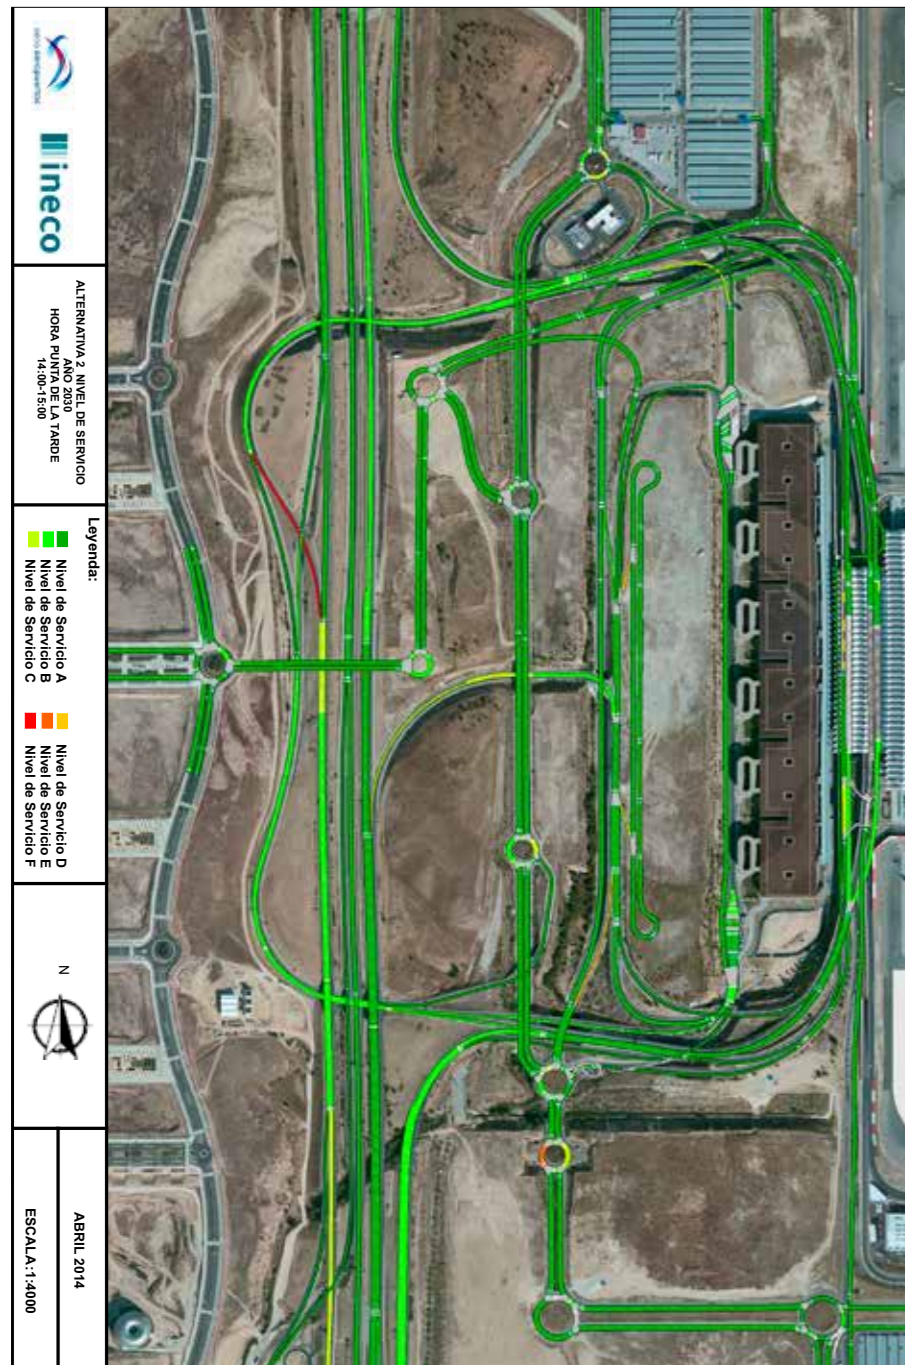 ineco
ALTERNATIVA 2 NIVEL DE SERVICIO
AÑO 2030
HORA PUNTA DE LA TARDE
14:00-15:00
Leyenda:
Nivel de Servicio A
Nivel de Servicio B
Nivel de Servicio C
Nivel de Servicio D
Nivel de Servicio E
Nivel de Servicio F
N
ABRIL 2014
ESCALA:1:4000